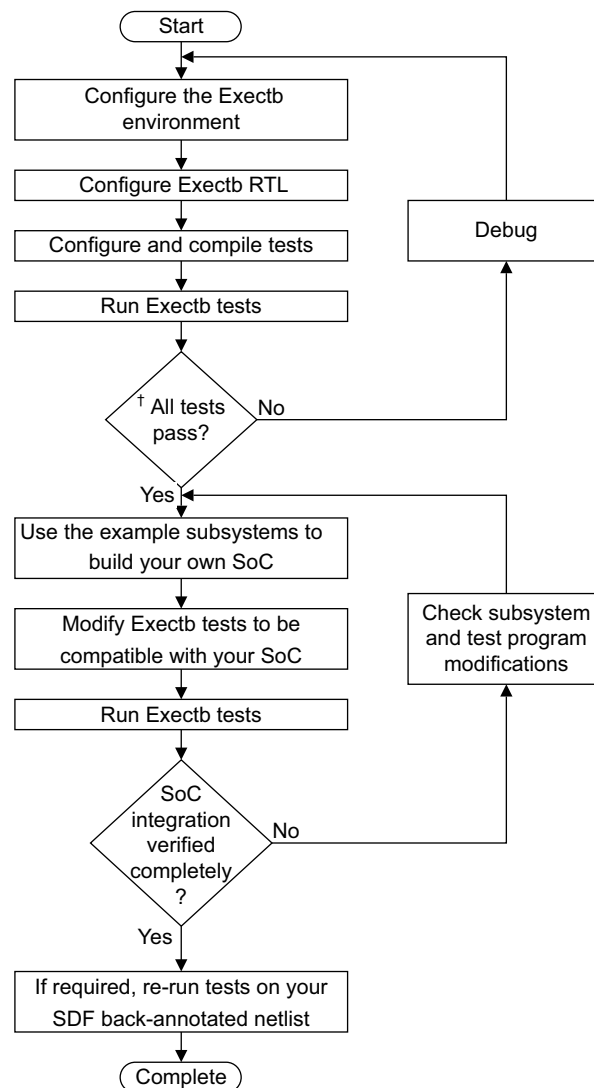 Start
Configure the Exectb
environment
Configure Exectb RTL
Configure and compile tests
Debug
Run Exectb tests
† All tests
pass?
No
Yes
Use the example subsystems to
build your own SoC
Modify Exectb tests to be
compatible with your SoC
Check subsystem
and test program
modifications
Run Exectb tests
SoC
integration
verified
completely
?
No
Yes
If required, re-run tests on your
SDF back-annotated netlist
Complete